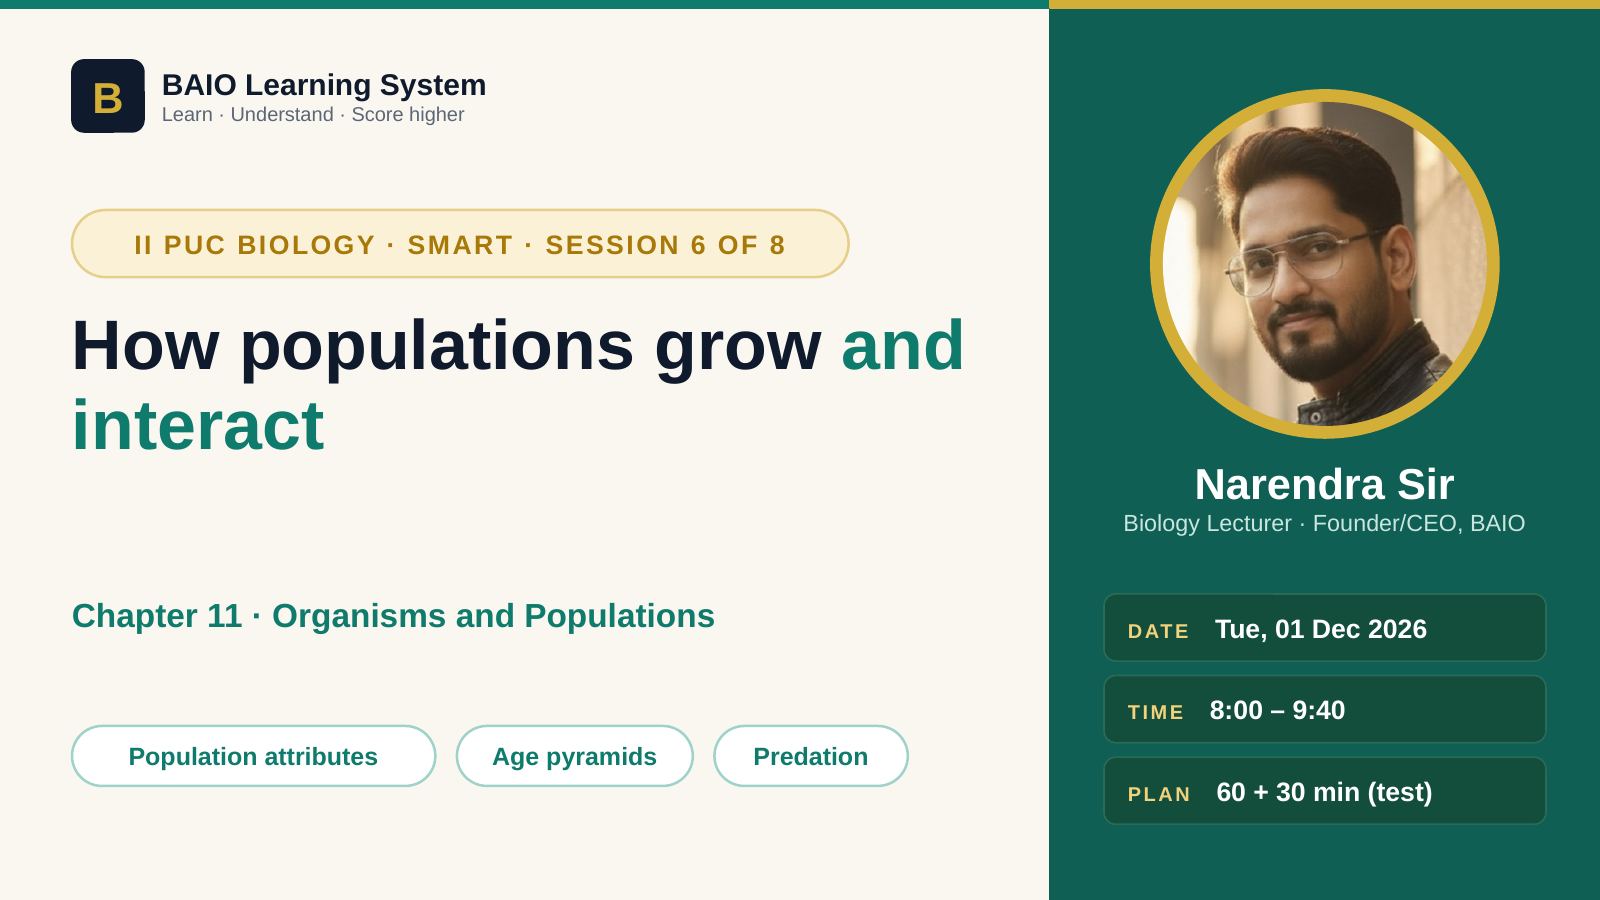 B
BAIO Learning System
Learn · Understand · Score higher
II PUC BIOLOGY · SMART · SESSION 6 OF 8
How populations grow and
interact
Chapter 11 · Organisms and Populations
Population attributes
Age pyramids
Predation
Narendra Sir
Biology Lecturer · Founder/CEO, BAIO
DATE Tue, 01 Dec 2026
TIME 8:00 – 9:40
PLAN 60 + 30 min (test)